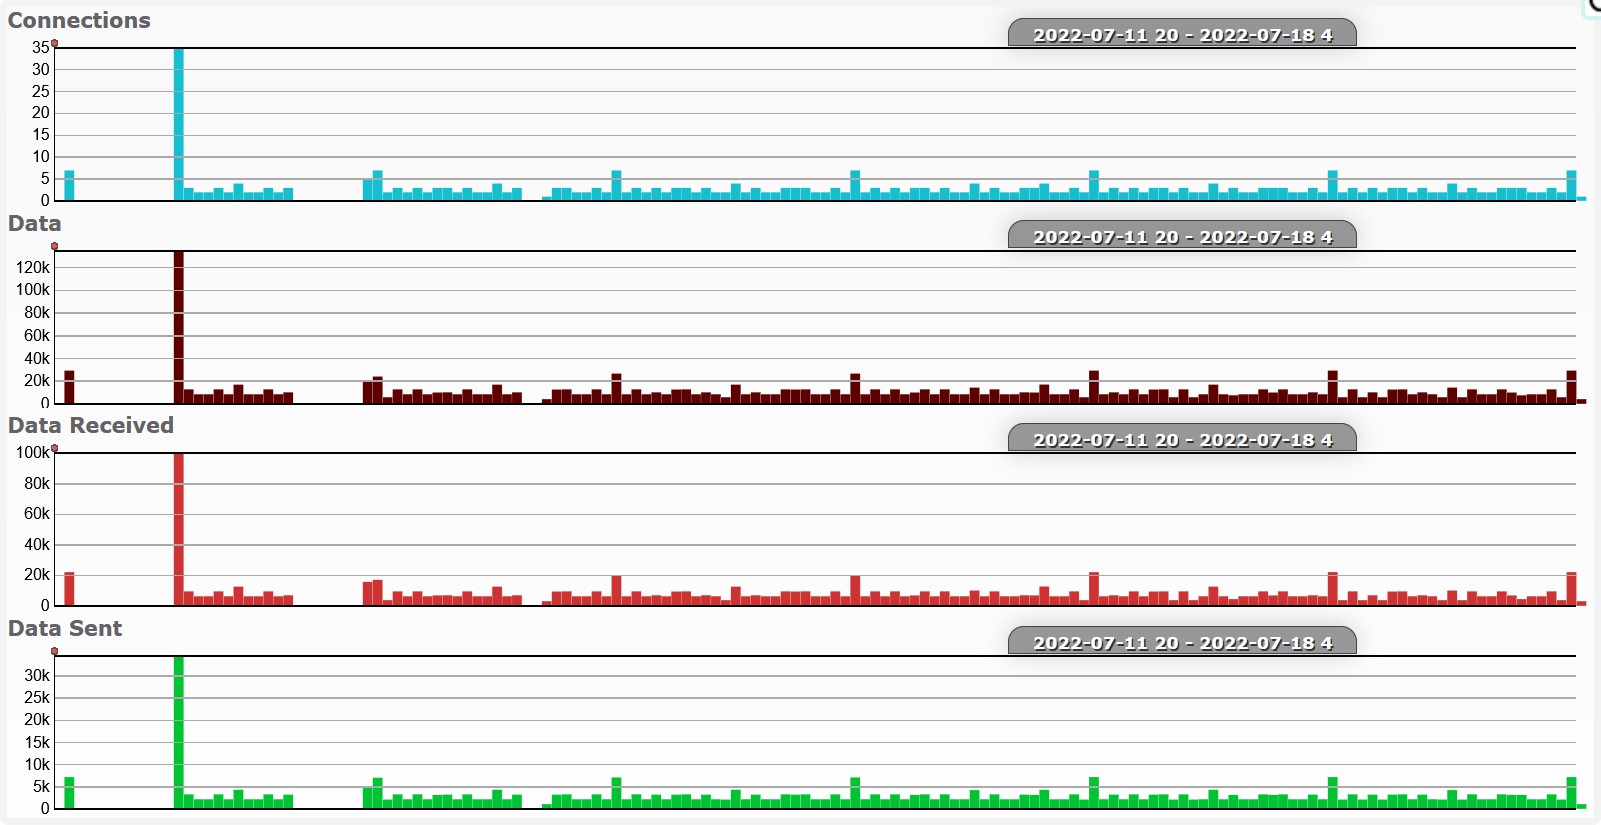 Connections
2022-07-11 20 - 2022-07-18 4
35
30
25
20
15
10
5
0
Data
2022-07-11 20 - 2022-07-18 4
120k
100k
80k
60k
40k
20k
0
Data Received
2022-07-11 20 - 2022-07-18 4
100k
80k
60k
40k
20k
0
Data Sent
2022-07-11 20 - 2022-07-18 4
30k
25k
20k
15k
10k
5k
0